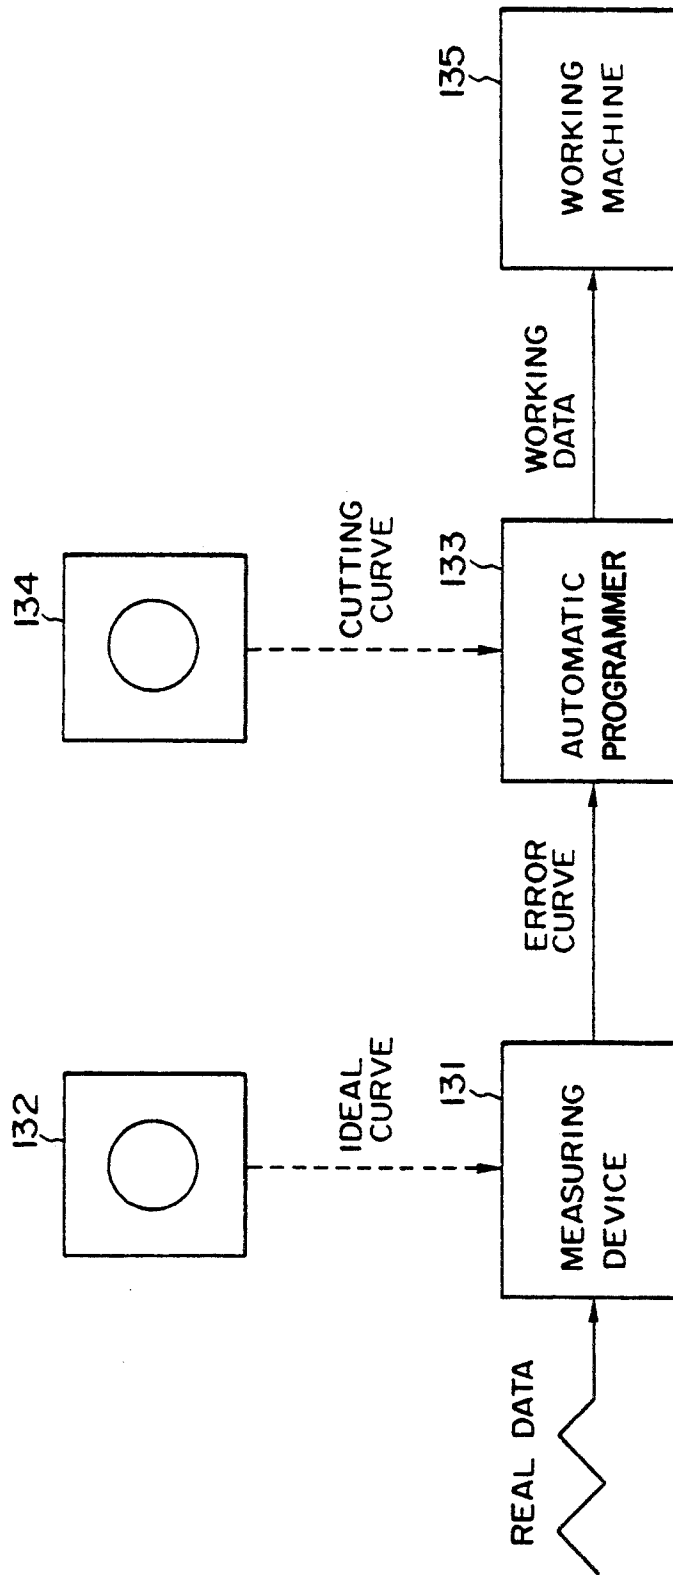 132
134
IDEAL
CURVE
CUTTING
CURVE
131
133
135
REAL DATA
MEASURING
DEVICE
ERROR
CURVE
AUTOMATIC
PROGRAMMER
WORKING
DATA
WORKING
MACHINE